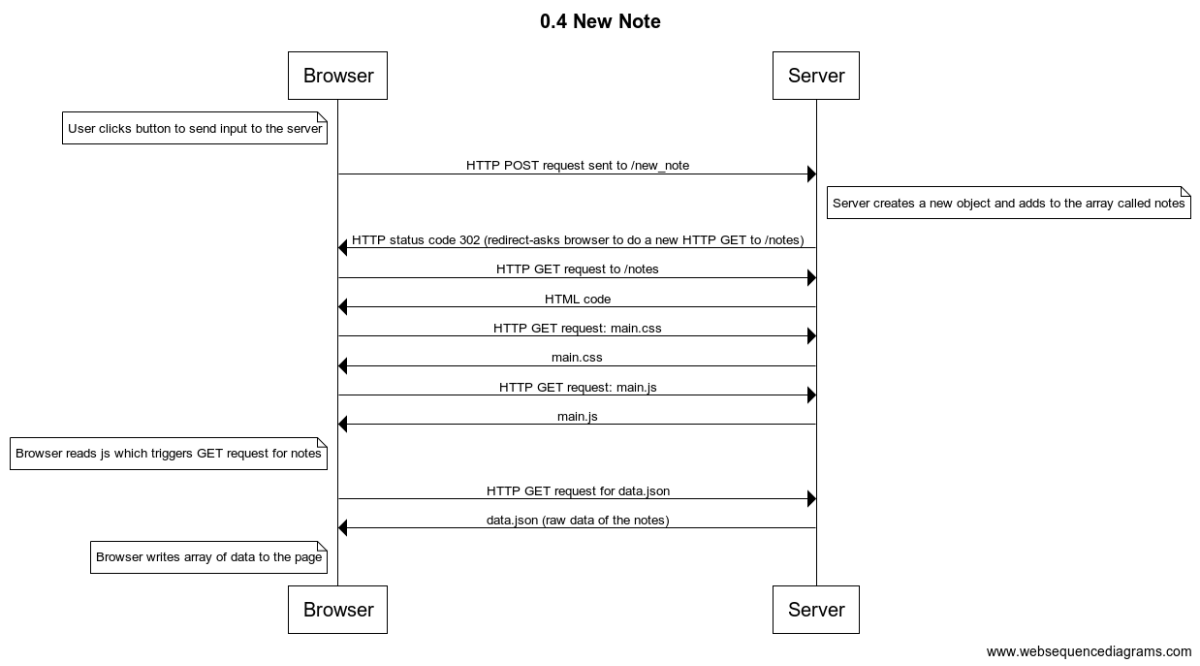 0.4 New Note
Browser
Server
User clicks button to send input to the server
HTTP POST request sent to /new_note
Server creates a new object and adds to the array called notes
HTTP status code 302 (redirect-asks browser to do a new HTTP GET to /notes)
HTTP GET request to /notes
HTML code
HTTP GET request: main.css
main.css
HTTP GET request: main.js
main.js
Browser reads js which triggers GET request for notes
HTTP GET request for data.json
data.json (raw data of the notes)
Browser writes array of data to the page
Browser
Server
www.websequencediagrams.com